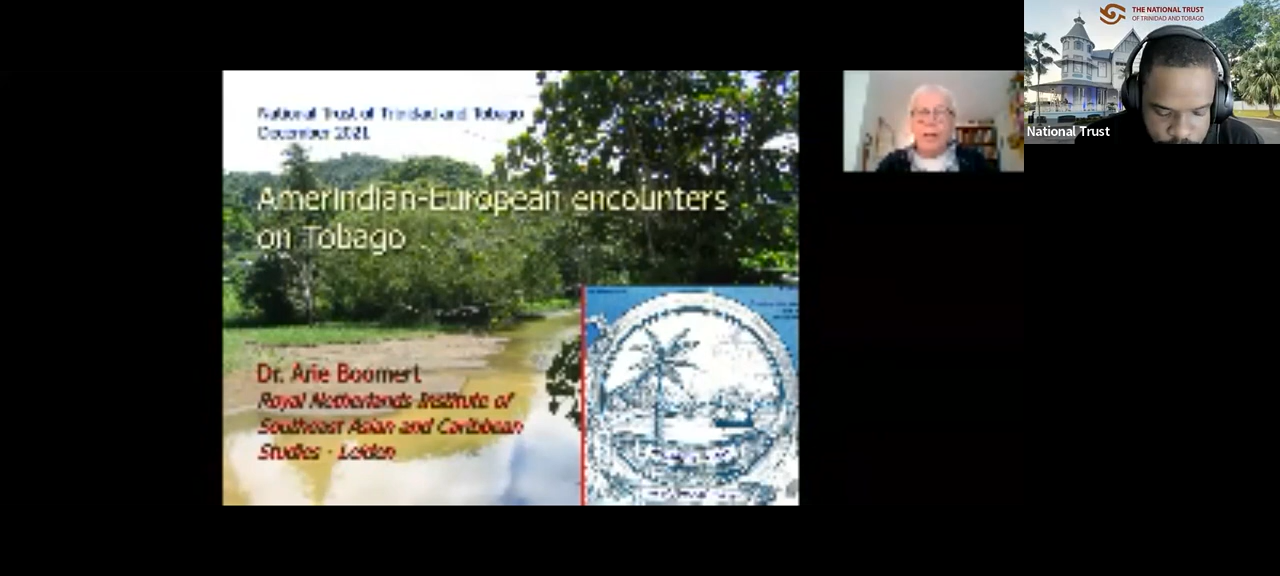 National Trust of Trinidad and Tobago
December 2021
Amerindian-European encounters
on Tobago
Dr. Arie Boomert
Royal Netherlands Institute of
Southeast Asian and Caribbean
Studies - Leiden
THE NATIONAL TRUST
OF TRINIDAD AND TOBAGO
National Trust